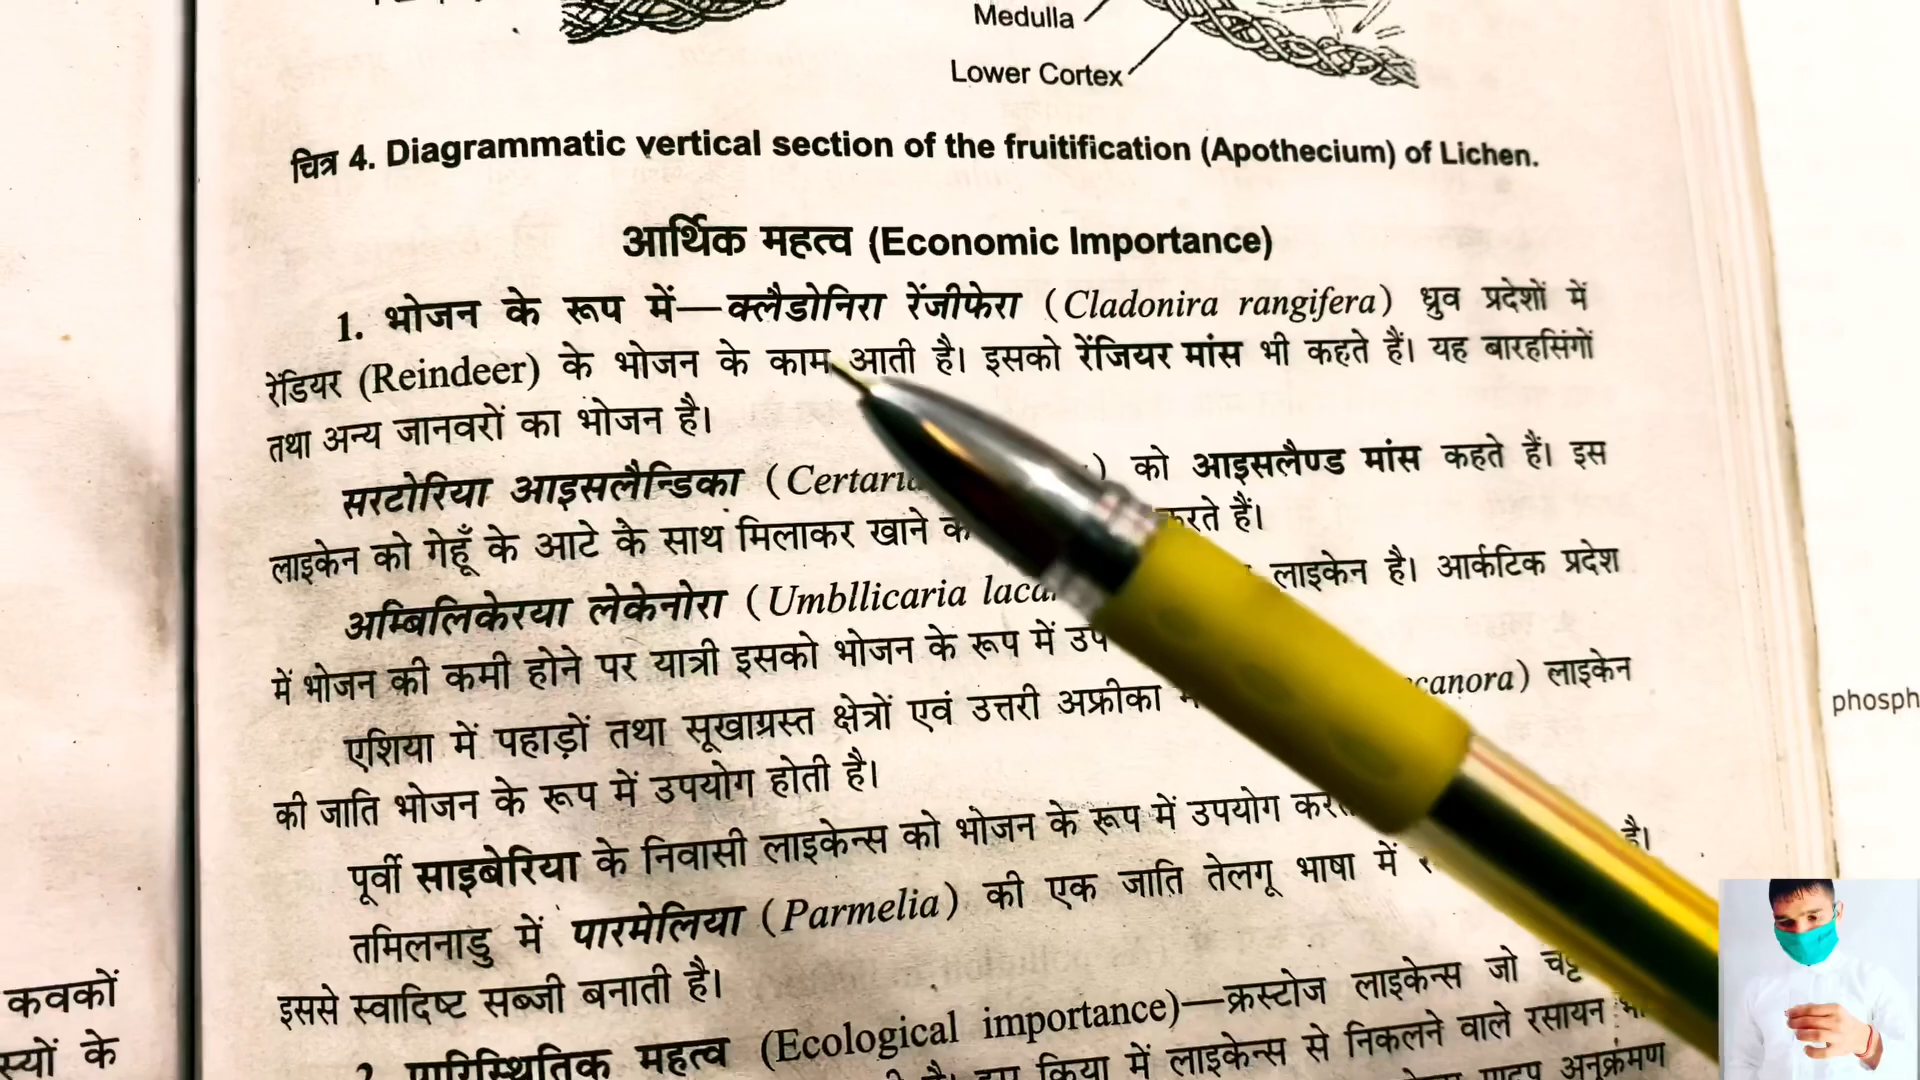 Medulla
Lower Cortex
चित्र 4. Diagrammatic vertical section of the fruitification (Apothecium) of Lichen.
आर्थिक महत्व (Economic Importance)
1. भोजन के रूप में—क्लैडोनिरा रेंजीफेरा (Cladonira rangifera) ध्रुव प्रदेशों में
रेंडियर (Reindeer) के भोजन के काम आती है। इसको रेंजियर मांस भी कहते हैं। यह बारहसिंगों
तथा अन्य जानवरों का भोजन है।
सरटोरिया आइसलैन्डिका ( ) को आइसलैण्ड मांस कहते हैं। इस
लाइकेन को गेहूँ के आटे के साथ मिलाकर खाने करते हैं।
अम्बिलिकेरया लेकेनोरा (Umbllicaria लाइकेन है। आर्कटिक प्रदेश
में भोजन की कमी होने पर यात्री इसको भोजन के रूप में
एशिया में पहाड़ों तथा सूखाग्रस्त क्षेत्रों एवं उत्तरी अफ्रीका canora) लाइकेन
की जाति भोजन के रूप में उपयोग होती है।
पूर्वी साइबेरिया के निवासी लाइकेन्स को भोजन के रूप में उपयोग
तमिलनाडु में पारमेलिया (Parmelia) की एक जाति तेलगू भाषा में है।
इससे स्वादिष्ट सब्जी बनाती है।
2. पारिस्थितिक महत्व (Ecological importance)—क्रस्टोज लाइकेन्स जो
क्रिया में लाइकेन्स से निकलने वाले रसायन
अनुक्रमण
कवकों
के
phosph